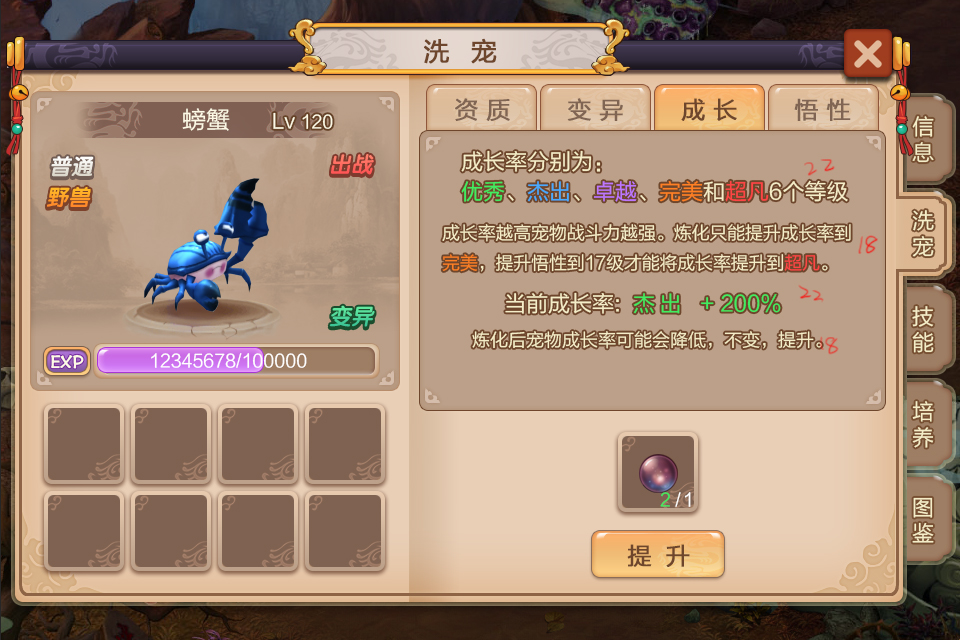 洗宠
螃蟹 Lv 120
普通
野兽
出战
变异
EXP 12345678/100000
资质 变异 成长 悟性
成长率分别为：
优秀、杰出、卓越、完美和超凡6个等级
22
成长率越高宠物战斗力越强。炼化只能提升成长率到
完美，提升悟性到17级才能将成长率提升到超凡。
18
当前成长率：杰出 +200%
22
炼化后宠物成长率可能会降低，不变，提升。
18
2/1
提升
信息
洗宠
技能
培养
图鉴